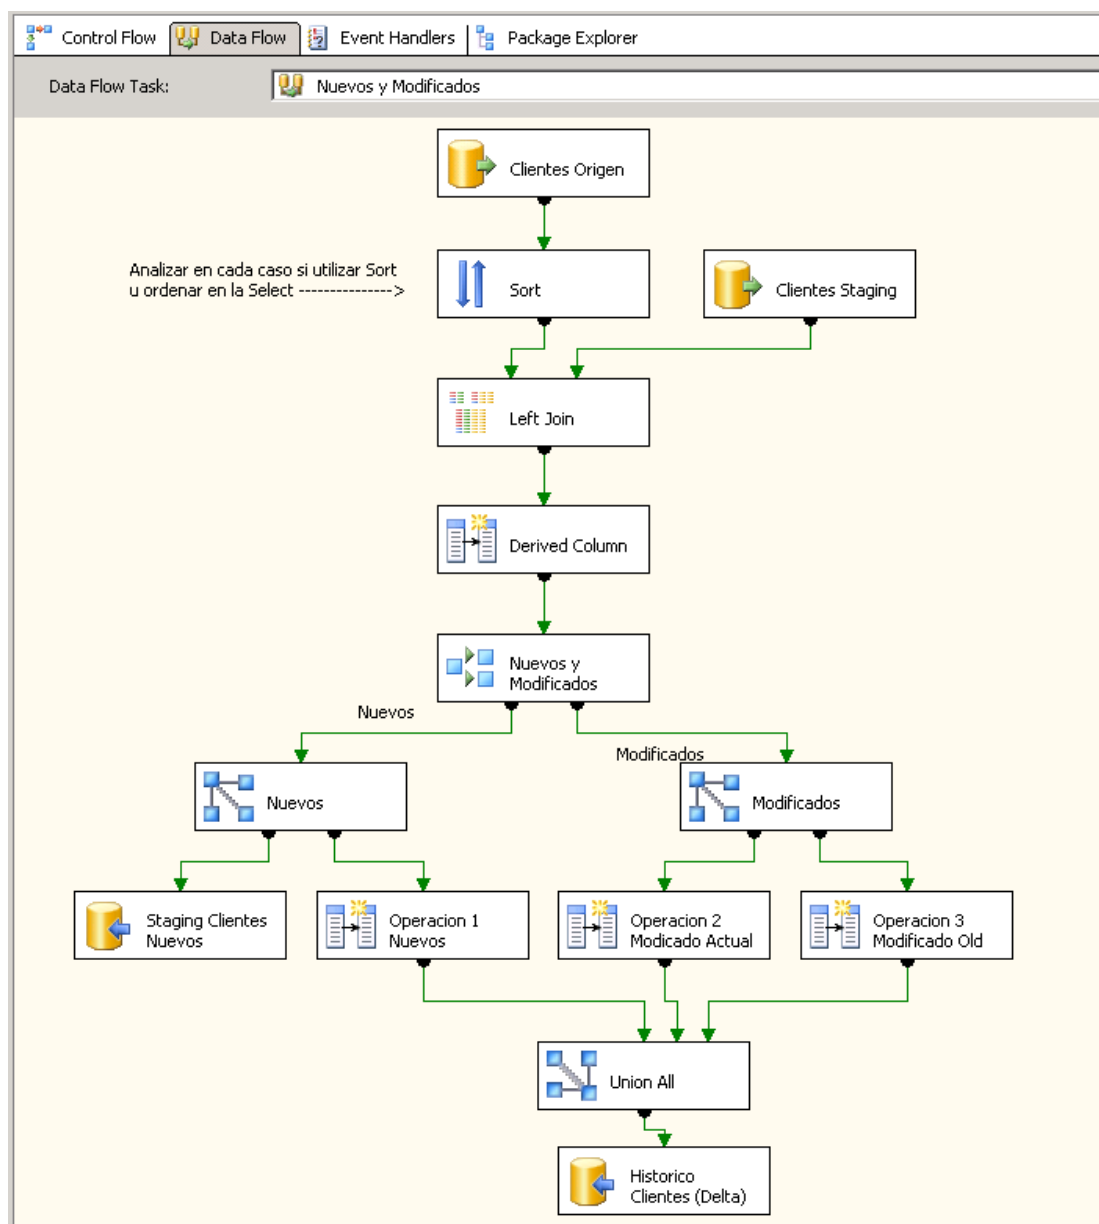 Control Flow
Data Flow
Event Handlers
Package Explorer
Data Flow Task:
Nuevos y Modificados
Clientes Origen
Analizar en cada caso si utilizar Sort
u ordenar en la Select --------------->
Sort
Clientes Staging
Left Join
Derived Column
Nuevos y
Modificados
Nuevos
Modificados
Nuevos
Modificados
Staging Clientes
Nuevos
Operacion 1
Nuevos
Operacion 2
Modicado Actual
Operacion 3
Modificado Old
Union All
Historico
Clientes (Delta)